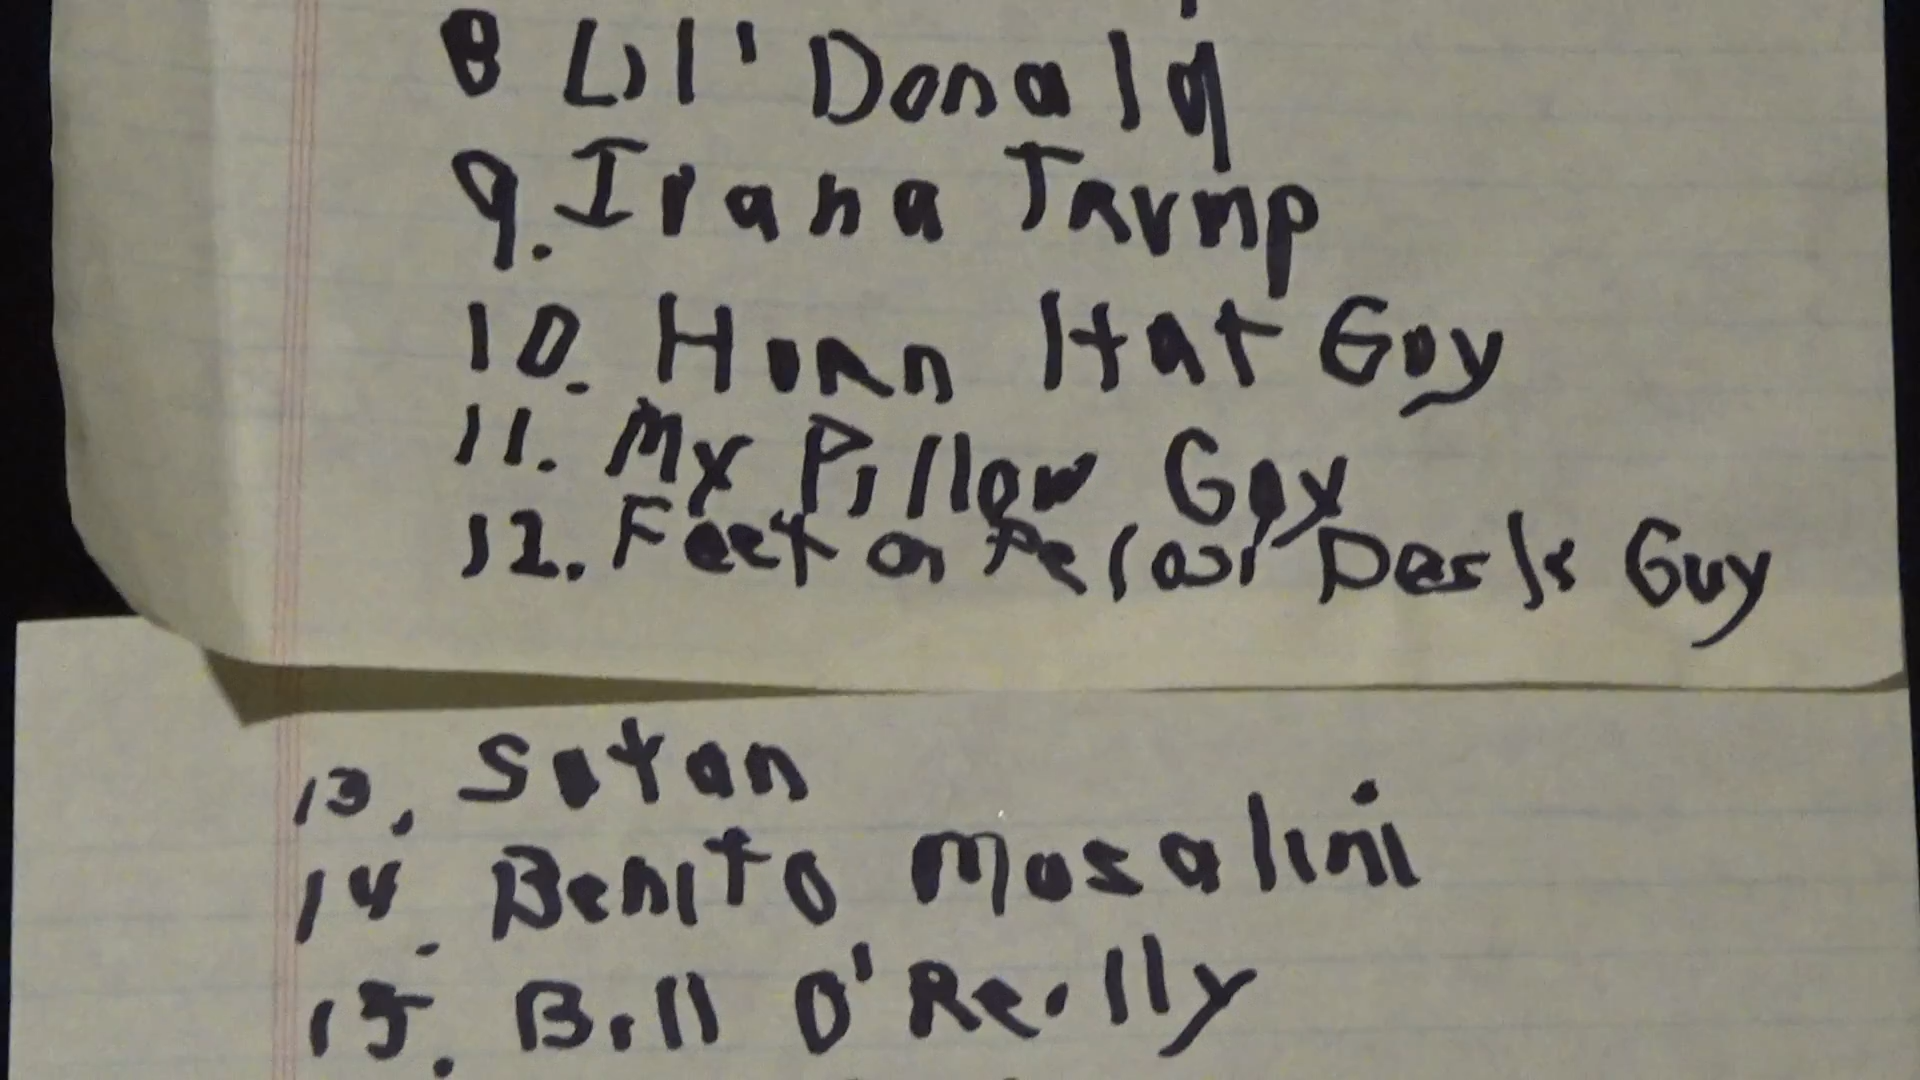 8 Lil' Donald
9. Ivana Trump
10. Horn Hat Guy
11. My Pillow Guy
12. Feet on Pelosi Desk Guy
13. Satan
14. Benito Mosalini
15. Bill O'Reilly